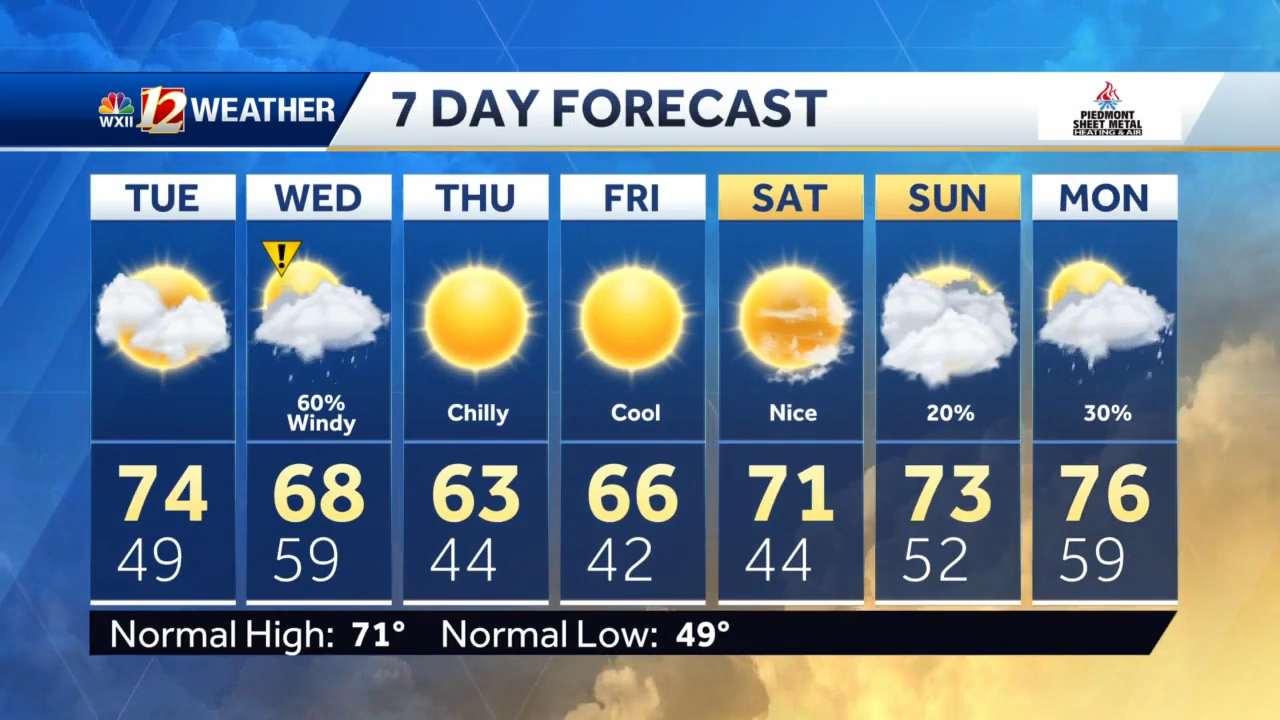 WXII 12 WEATHER
7 DAY FORECAST
PIEDMONT
SHEET METAL
HEATING & AIR
TUE WED THU FRI SAT SUN MON
!
60%
Windy Chilly Cool Nice 20% 30%
74 68 63 66 71 73 76
49 59 44 42 44 52 59
Normal High: 71° Normal Low: 49°